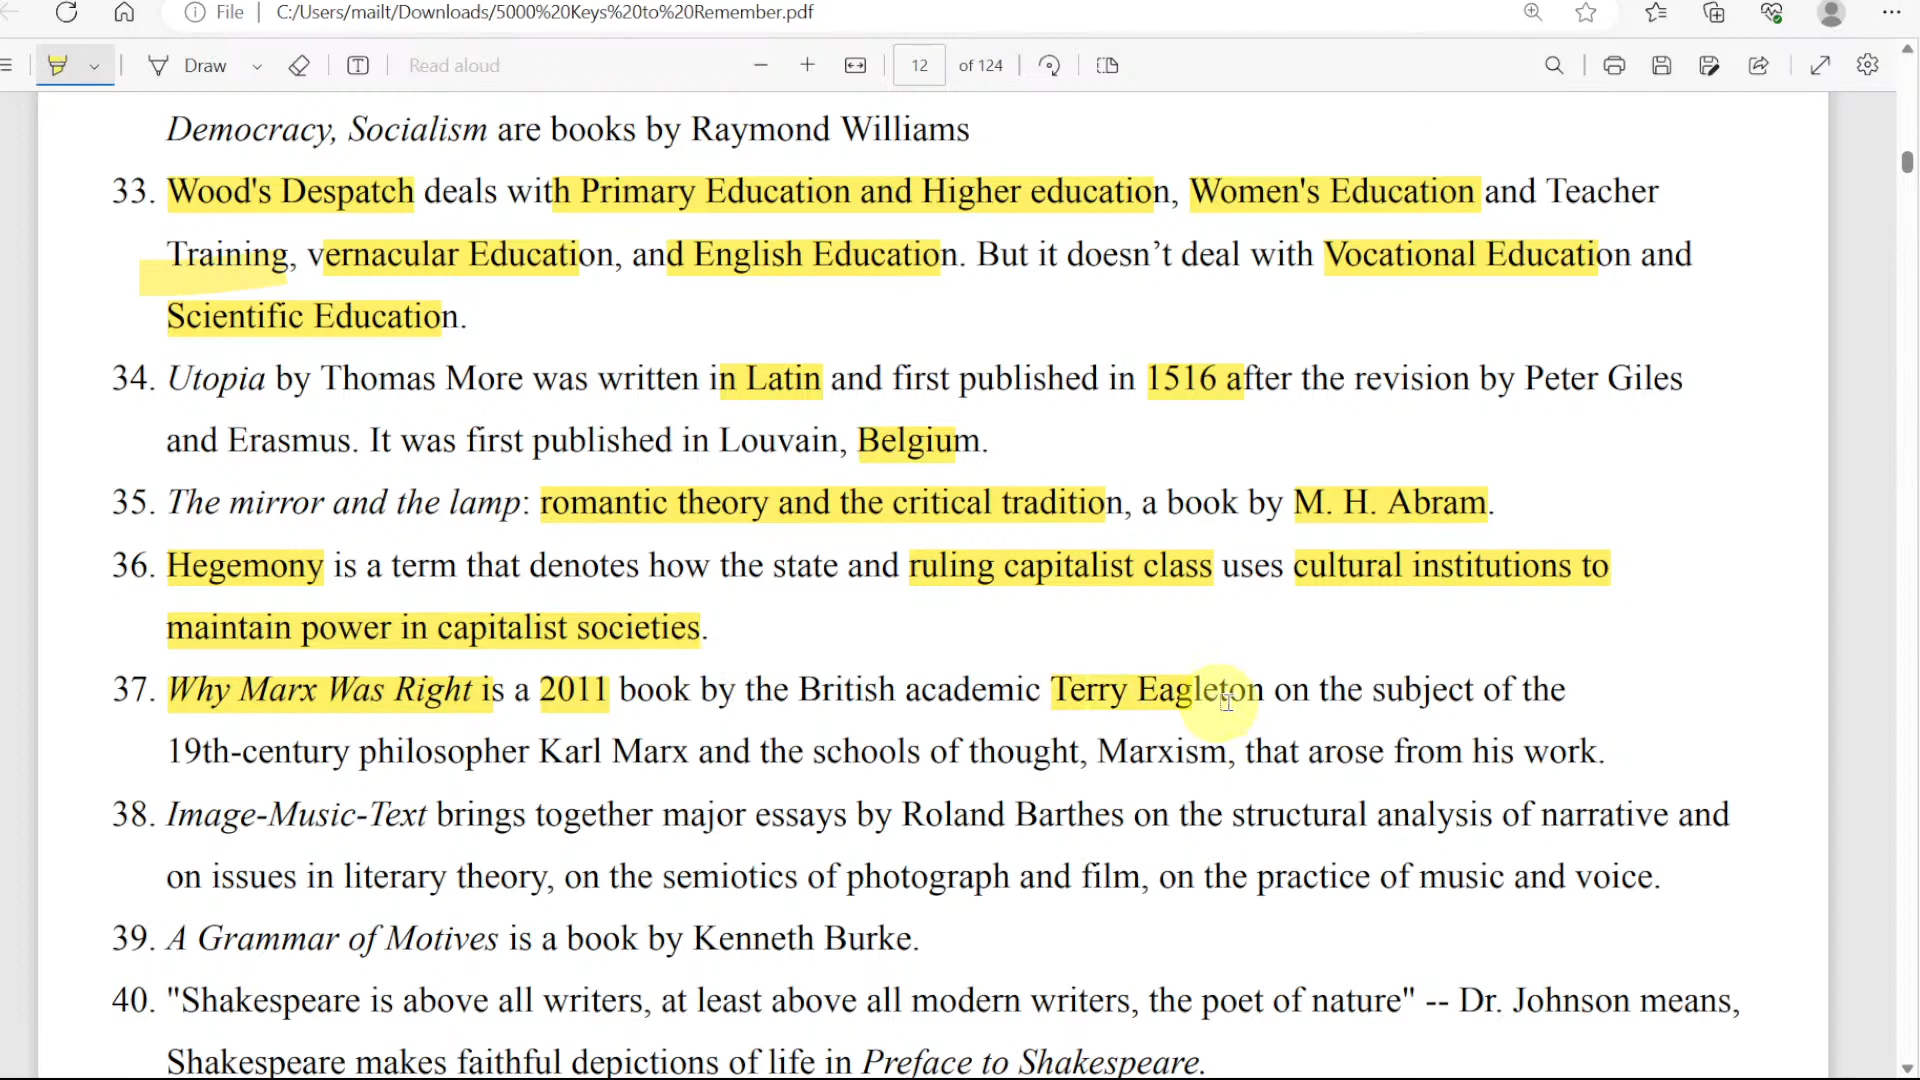 File | C:/Users/mailt/Downloads/5000%20Keys%20to%20Remember.pdf
Draw Read aloud 12 of 124
Democracy, Socialism are books by Raymond Williams
33. Wood's Despatch deals with Primary Education and Higher education, Women's Education and Teacher
Training, vernacular Education, and English Education. But it doesn’t deal with Vocational Education and
Scientific Education.
34. Utopia by Thomas More was written in Latin and first published in 1516 after the revision by Peter Giles
and Erasmus. It was first published in Louvain, Belgium.
35. The mirror and the lamp: romantic theory and the critical tradition, a book by M. H. Abram.
36. Hegemony is a term that denotes how the state and ruling capitalist class uses cultural institutions to
maintain power in capitalist societies.
37. Why Marx Was Right is a 2011 book by the British academic Terry Eagleton on the subject of the
19th-century philosopher Karl Marx and the schools of thought, Marxism, that arose from his work.
38. Image-Music-Text brings together major essays by Roland Barthes on the structural analysis of narrative and
on issues in literary theory, on the semiotics of photograph and film, on the practice of music and voice.
39. A Grammar of Motives is a book by Kenneth Burke.
40. "Shakespeare is above all writers, at least above all modern writers, the poet of nature" -- Dr. Johnson means,
Shakespeare makes faithful depictions of life in Preface to Shakespeare.